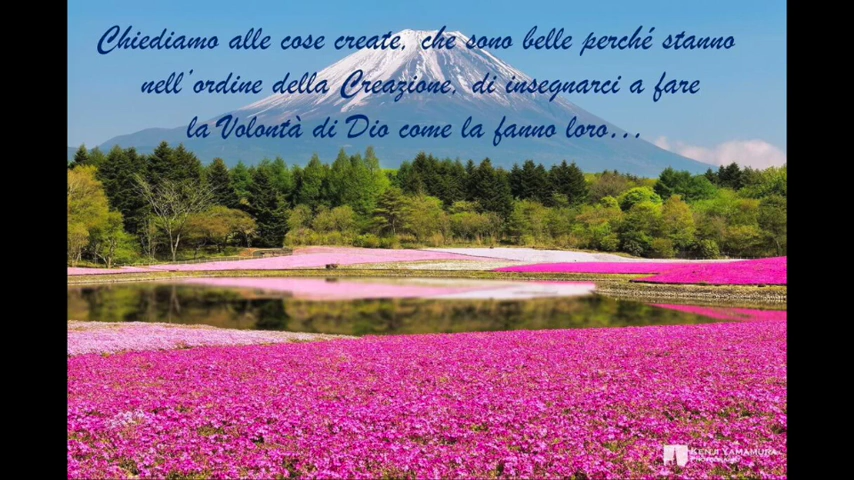 Chiediamo alle cose create, che sono belle perché stanno
nell'ordine della Creazione, di insegnarci a fare
la Volontà di Dio come la fanno loro...
KENJI YAMAMURA
PHOTOGRAPHY